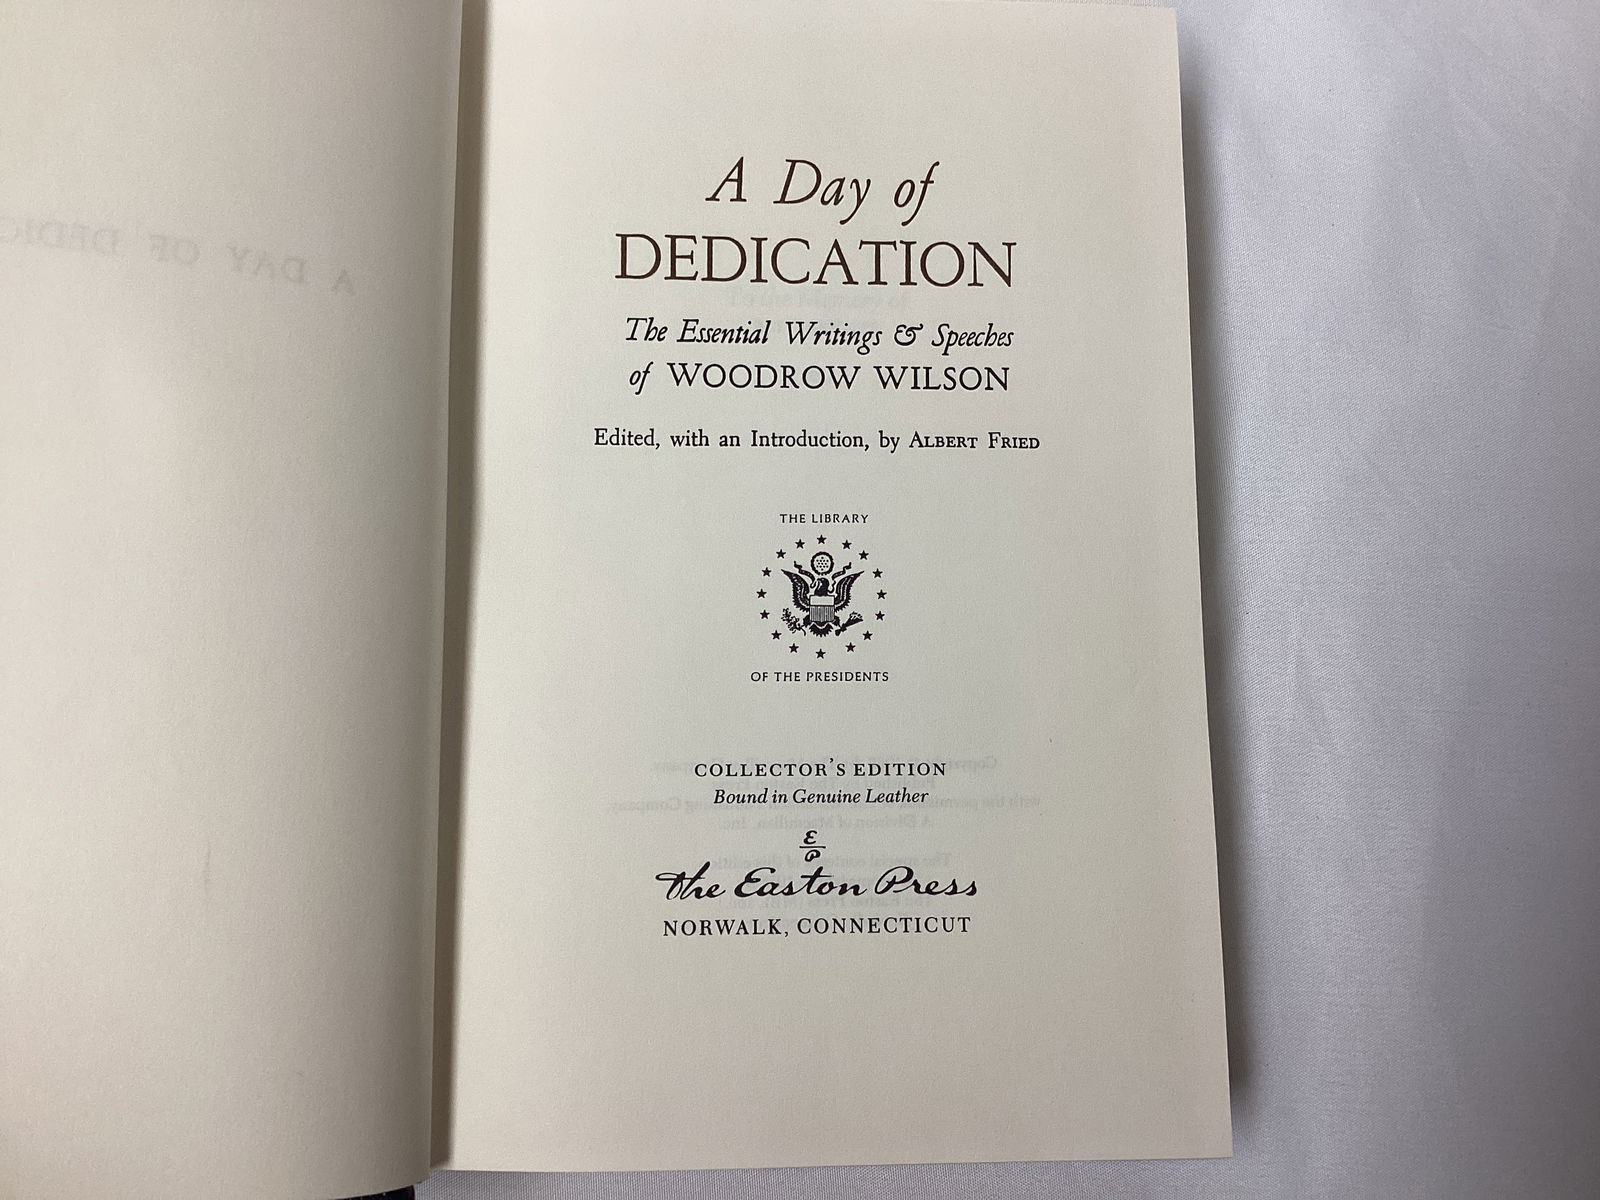 A Day of
DEDICATION
The Essential Writings & Speeches
of WOODROW WILSON
Edited, with an Introduction, by ALBERT FRIED
THE LIBRARY
OF THE PRESIDENTS
COLLECTOR'S EDITION
Bound in Genuine Leather
E
P
The Easton Press
NORWALK, CONNECTICUT